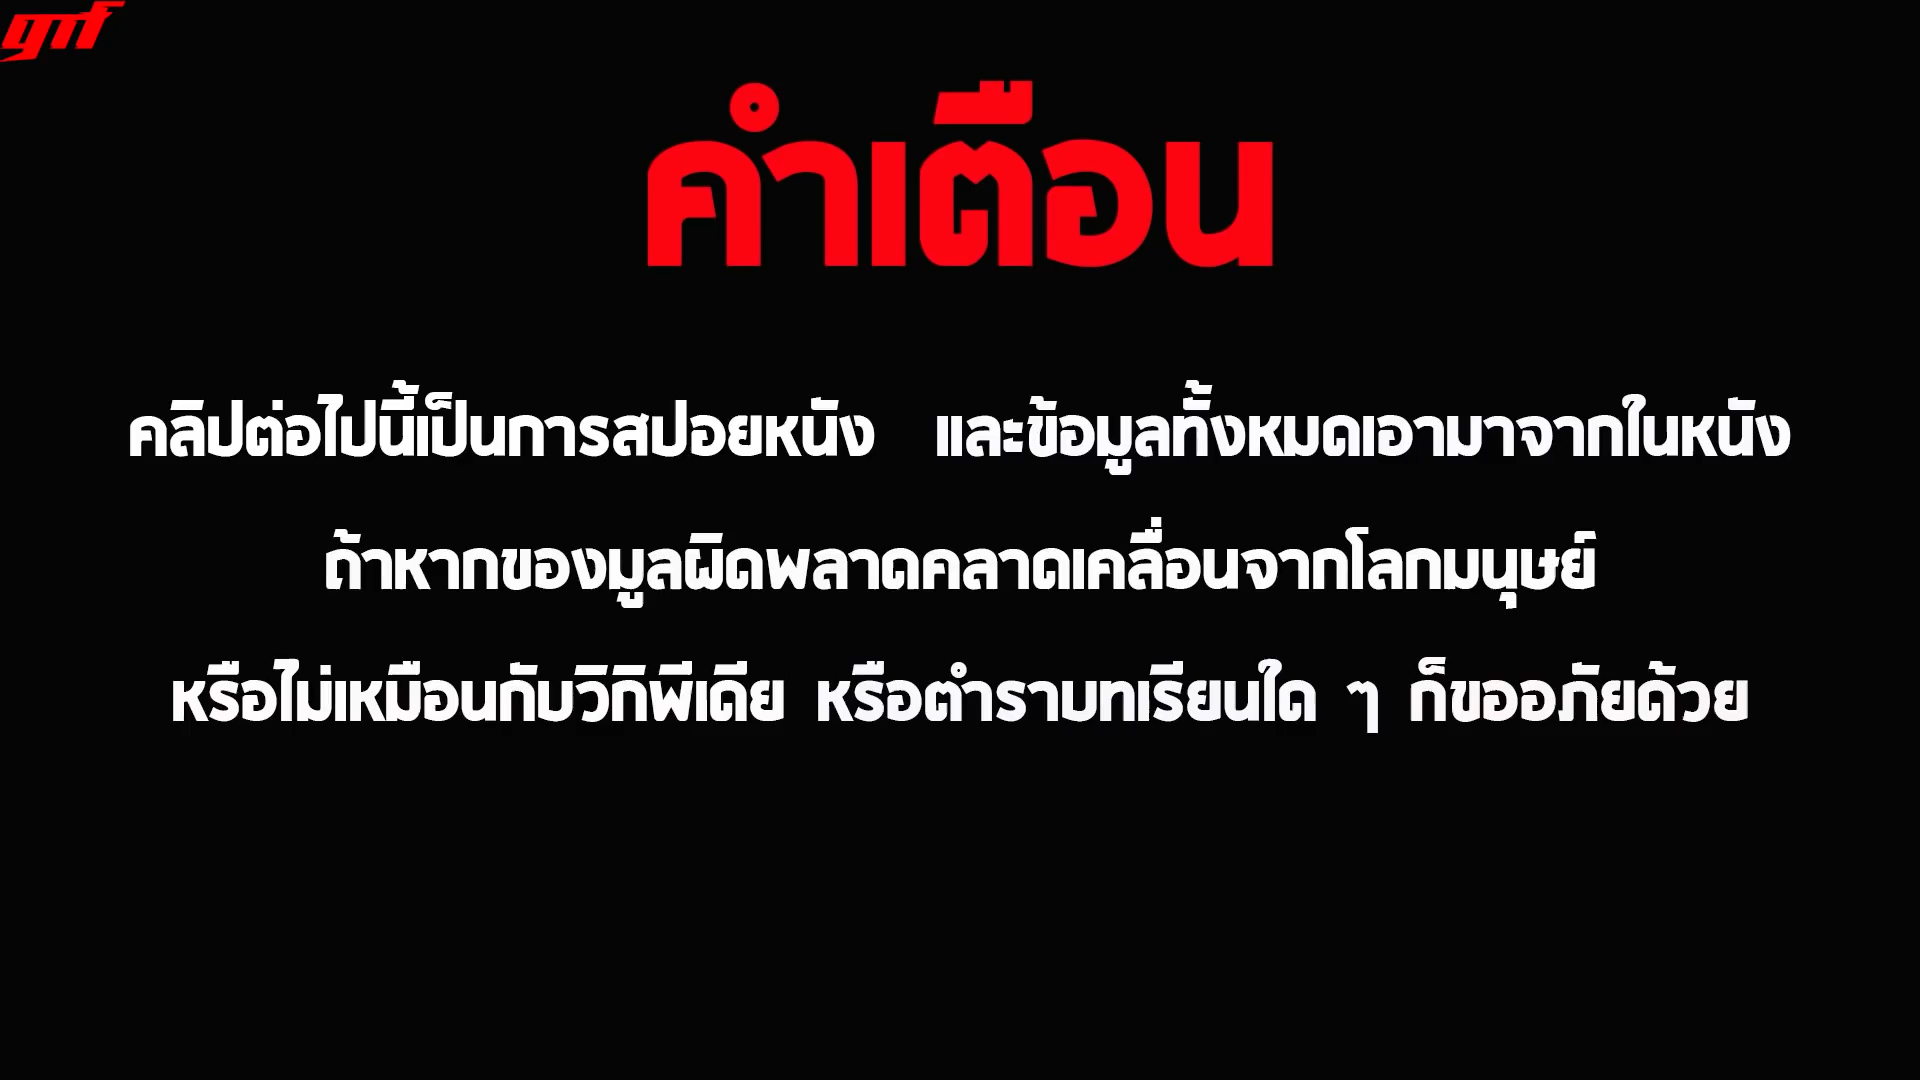 คำเตือน
คลิปต่อไปนี้เป็นการสปอยหนัง และข้อมูลทั้งหมดเอามาจากในหนัง
ถ้าหากของมูลผิดพลาดคลาดเคลื่อนจากโลกมนุษย์
หรือไม่เหมือนกับวิกิพีเดีย หรือตำราบทเรียนใด ๆ ก็ขออภัยด้วย